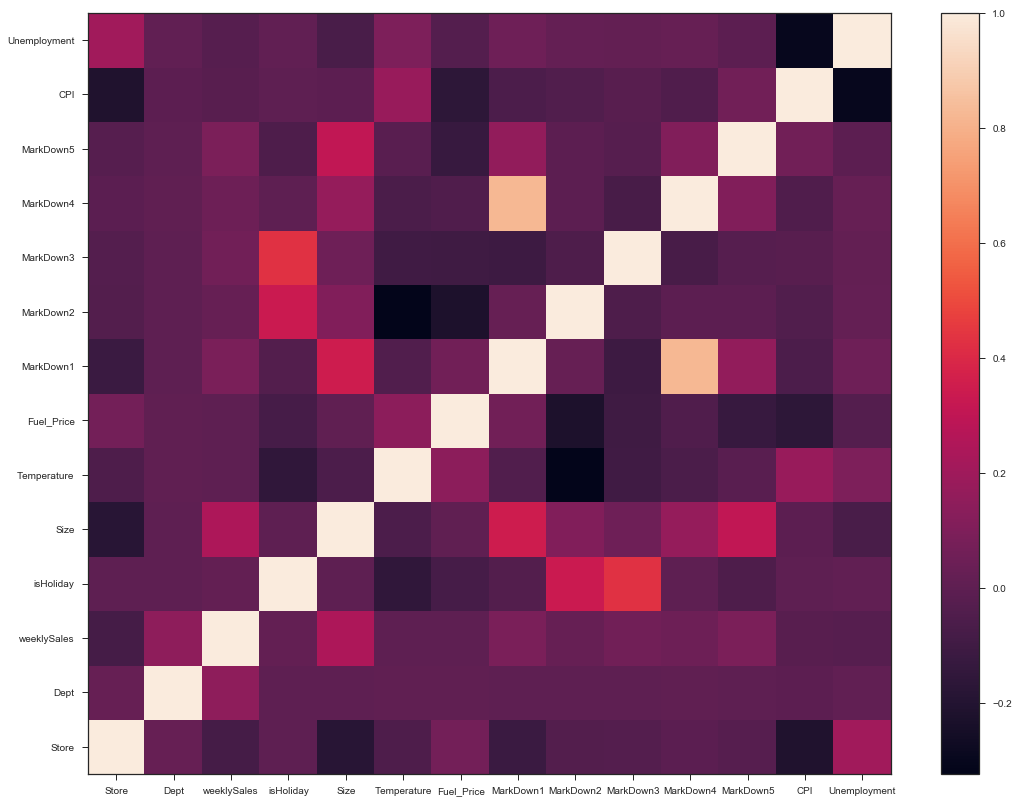 Unemployment
CPI
MarkDown5
MarkDown4
MarkDown3
MarkDown2
MarkDown1
Fuel_Price
Temperature
Size
isHoliday
weeklySales
Dept
Store
Store Dept weeklySales isHoliday Size Temperature Fuel_Price MarkDown1 MarkDown2 MarkDown3 MarkDown4 MarkDown5 CPI Unemployment
1.0
0.8
0.6
0.4
0.2
0.0
−0.2